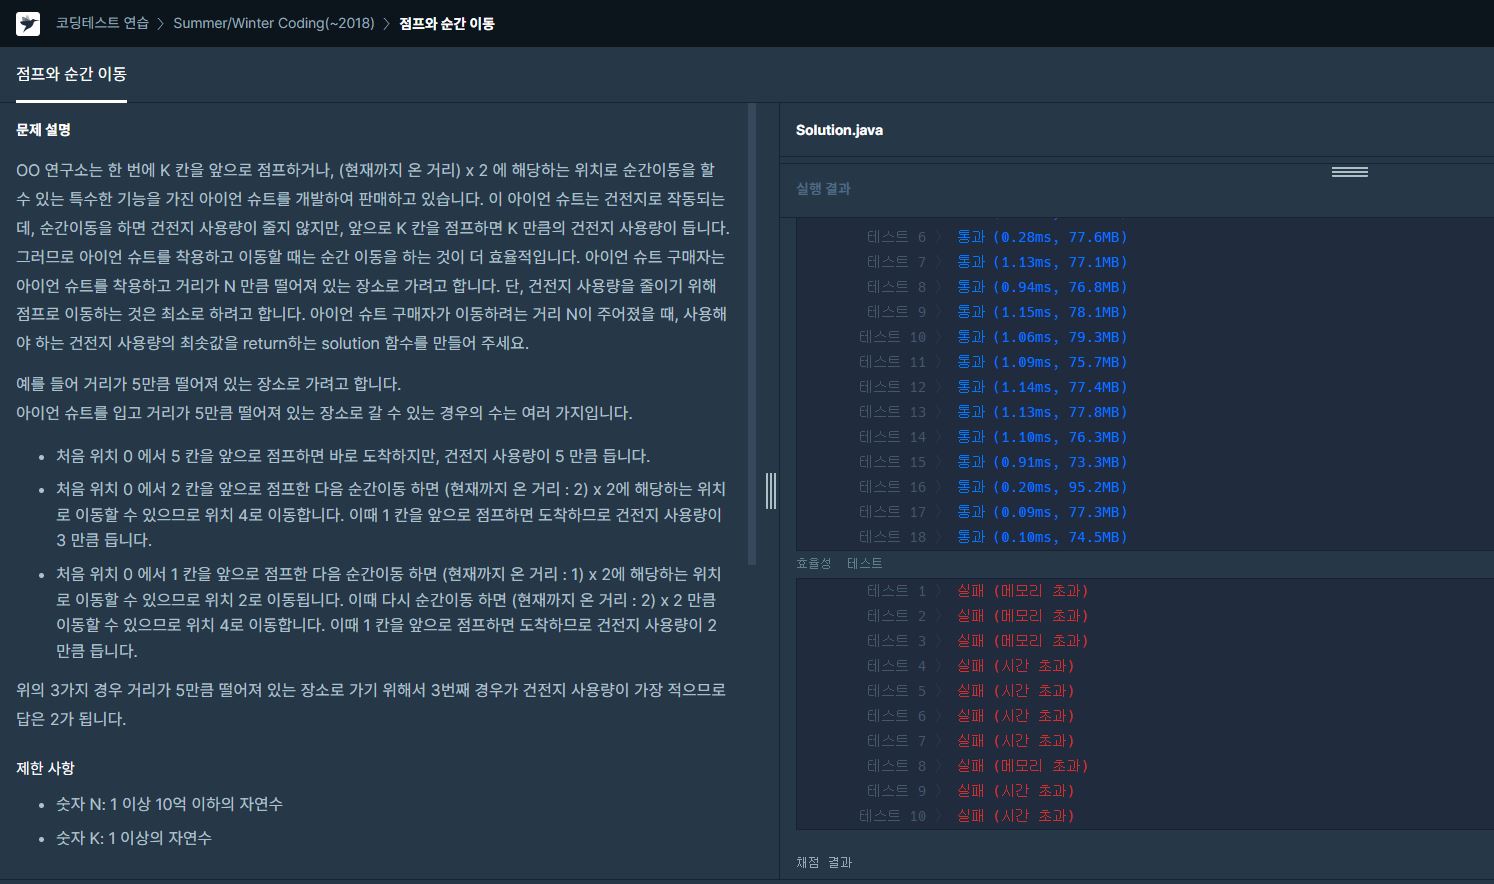 코딩테스트 연습 > Summer/Winter Coding(~2018) > 점프와 순간 이동
점프와 순간 이동
문제 설명
OO 연구소는 한 번에 K 칸을 앞으로 점프하거나, (현재까지 온 거리) x 2 에 해당하는 위치로 순간이동을 할
수 있는 특수한 기능을 가진 아이언 슈트를 개발하여 판매하고 있습니다. 이 아이언 슈트는 건전지로 작동되는
데, 순간이동을 하면 건전지 사용량이 줄지 않지만, 앞으로 K 칸을 점프하면 K 만큼의 건전지 사용량이 듭니다.
그러므로 아이언 슈트를 착용하고 이동할 때는 순간 이동을 하는 것이 더 효율적입니다. 아이언 슈트 구매자는
아이언 슈트를 착용하고 거리가 N 만큼 떨어져 있는 장소로 가려고 합니다. 단, 건전지 사용량을 줄이기 위해
점프로 이동하는 것은 최소로 하려고 합니다. 아이언 슈트 구매자가 이동하려는 거리 N이 주어졌을 때, 사용해
야 하는 건전지 사용량의 최솟값을 return하는 solution 함수를 만들어 주세요.
예를 들어 거리가 5만큼 떨어져 있는 장소로 가려고 합니다.
아이언 슈트를 입고 거리가 5만큼 떨어져 있는 장소로 갈 수 있는 경우의 수는 여러 가지입니다.
• 처음 위치 0 에서 5 칸을 앞으로 점프하면 바로 도착하지만, 건전지 사용량이 5 만큼 듭니다.
• 처음 위치 0 에서 2 칸을 앞으로 점프한 다음 순간이동 하면 (현재까지 온 거리 : 2) x 2에 해당하는 위치
로 이동할 수 있으므로 위치 4로 이동합니다. 이때 1 칸을 앞으로 점프하면 도착하므로 건전지 사용량이
3 만큼 듭니다.
• 처음 위치 0 에서 1 칸을 앞으로 점프한 다음 순간이동 하면 (현재까지 온 거리 : 1) x 2에 해당하는 위치
로 이동할 수 있으므로 위치 2로 이동됩니다. 이때 다시 순간이동 하면 (현재까지 온 거리 : 2) x 2 만큼
이동할 수 있으므로 위치 4로 이동합니다. 이때 1 칸을 앞으로 점프하면 도착하므로 건전지 사용량이 2
만큼 듭니다.
위의 3가지 경우 거리가 5만큼 떨어져 있는 장소로 가기 위해서 3번째 경우가 건전지 사용량이 가장 적으므로
답은 2가 됩니다.
제한 사항
• 숫자 N: 1 이상 10억 이하의 자연수
• 숫자 K: 1 이상의 자연수
Solution.java
실행 결과
테스트 6 > 통과 (0.28ms, 77.6MB)
테스트 7 > 통과 (1.13ms, 77.1MB)
테스트 8 > 통과 (0.94ms, 76.8MB)
테스트 9 > 통과 (1.15ms, 78.1MB)
테스트 10 > 통과 (1.06ms, 79.3MB)
테스트 11 > 통과 (1.09ms, 75.7MB)
테스트 12 > 통과 (1.14ms, 77.4MB)
테스트 13 > 통과 (1.13ms, 77.8MB)
테스트 14 > 통과 (1.10ms, 76.3MB)
테스트 15 > 통과 (0.91ms, 73.3MB)
테스트 16 > 통과 (0.20ms, 95.2MB)
테스트 17 > 통과 (0.09ms, 77.3MB)
테스트 18 > 통과 (0.10ms, 74.5MB)
효율성 테스트
테스트 1 > 실패 (메모리 초과)
테스트 2 > 실패 (메모리 초과)
테스트 3 > 실패 (메모리 초과)
테스트 4 > 실패 (시간 초과)
테스트 5 > 실패 (시간 초과)
테스트 6 > 실패 (시간 초과)
테스트 7 > 실패 (시간 초과)
테스트 8 > 실패 (메모리 초과)
테스트 9 > 실패 (시간 초과)
테스트 10 > 실패 (시간 초과)
채점 결과